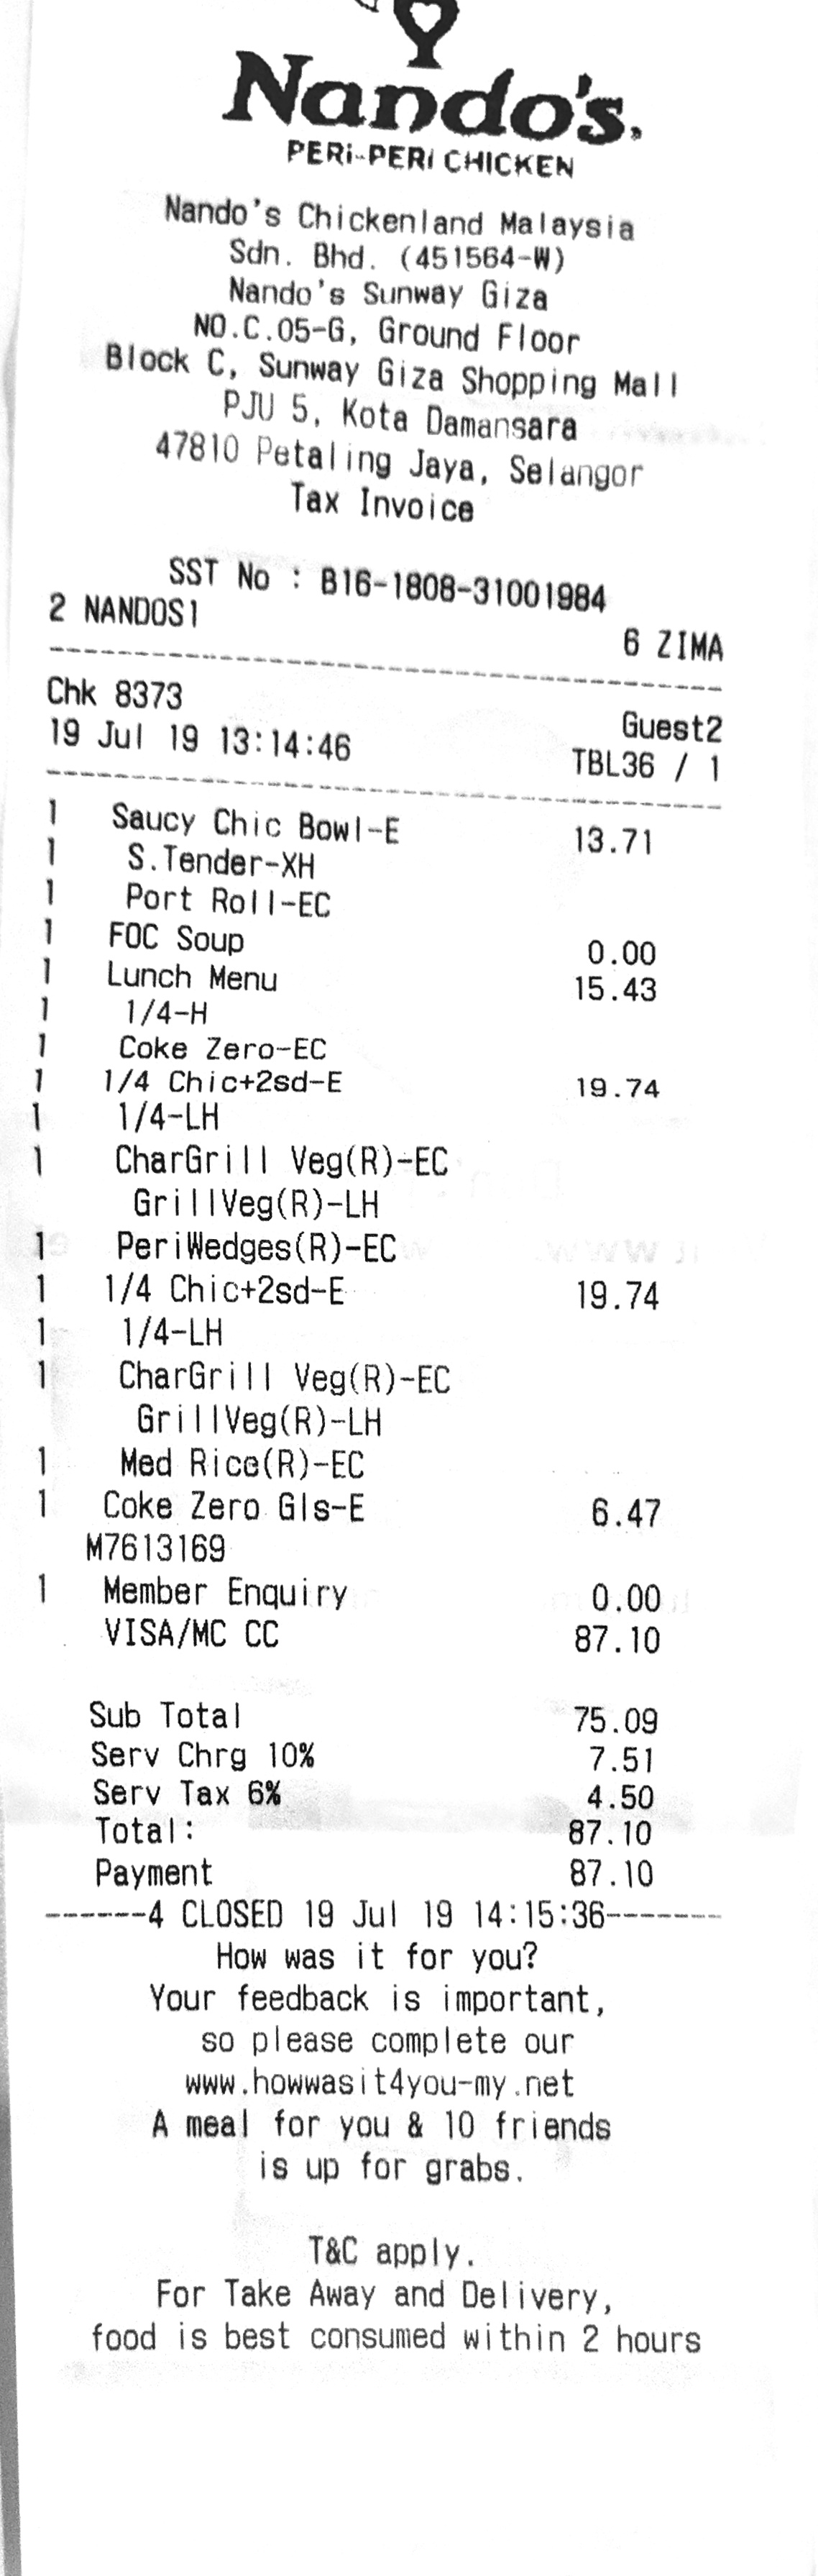 Nando's.
PERi-PERi CHICKEN
Nando's Chickenland Malaysia
Sdn. Bhd. (451564-W)
Nando's Sunway Giza
NO.C.05-G, Ground Floor
Block C, Sunway Giza Shopping Mall
PJU 5, Kota Damansara
47810 Petaling Jaya, Selangor
Tax Invoice
SST No : B16-1808-31001984
2 NANDOS1 6 ZIMA
Chk 8373 Guest2
19 Jul 19 13:14:46 TBL36 / 1
1 Saucy Chic Bowl-E 13.71
1 S.Tender-XH
1 Port Roll-EC
1 FOC Soup 0.00
1 Lunch Menu 15.43
1 1/4-H
1 Coke Zero-EC
1 1/4 Chic+2sd-E 19.74
1 1/4-LH
1 CharGrill Veg(R)-EC
GrillVeg(R)-LH
1 PeriWedges(R)-EC
1 1/4 Chic+2sd-E 19.74
1 1/4-LH
1 CharGrill Veg(R)-EC
GrillVeg(R)-LH
1 Med Rice(R)-EC
1 Coke Zero Gls-E 6.47
M7613169
1 Member Enquiry 0.00
VISA/MC CC 87.10
Sub Total 75.09
Serv Chrg 10% 7.51
Serv Tax 6% 4.50
Total: 87.10
Payment 87.10
------4 CLOSED 19 Jul 19 14:15:36-------
How was it for you?
Your feedback is important,
so please complete our
www.howwasit4you-my.net
A meal for you & 10 friends
is up for grabs.
T&C apply.
For Take Away and Delivery,
food is best consumed within 2 hours